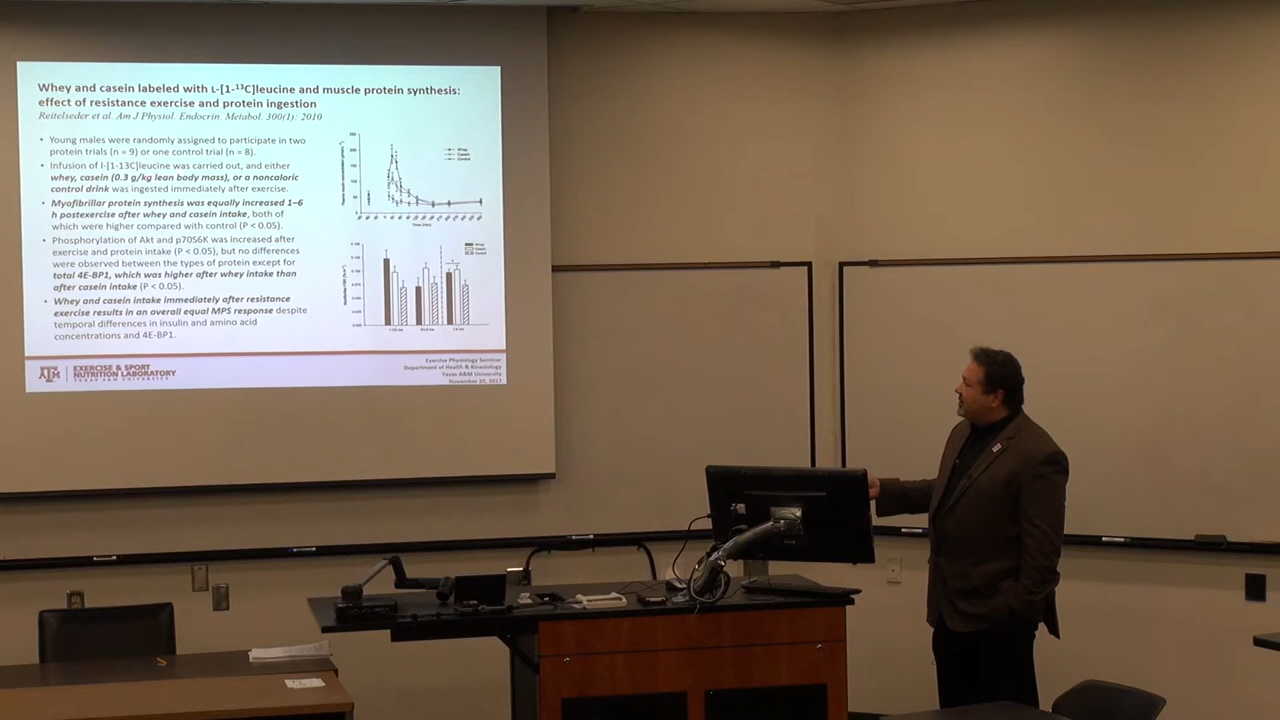 Whey and casein labeled with L-[1-¹³C]leucine and muscle protein synthesis:
effect of resistance exercise and protein ingestion
Reitelseder et al. Am J Physiol. Endocrin. Metabol. 300(1): 2010
• Young males were randomly assigned to participate in two
protein trials (n = 9) or one control trial (n = 8).
• Infusion of l-[1-13C]leucine was carried out, and either
whey, casein (0.3 g/kg lean body mass), or a noncaloric
control drink was ingested immediately after exercise.
• Myofibrillar protein synthesis was equally increased 1–6
h postexercise after whey and casein intake, both of
which were higher compared with control (P < 0.05).
• Phosphorylation of Akt and p70S6K was increased after
exercise and protein intake (P < 0.05), but no differences
were observed between the types of protein except for
total 4E-BP1, which was higher after whey intake than
after casein intake (P < 0.05).
• Whey and casein intake immediately after resistance
exercise results in an overall equal MPS response despite
temporal differences in insulin and amino acid
concentrations and 4E-BP1.
Whey
Casein
Control
Time (min)
Whey
Casein
Control
ATM
EXERCISE & SPORT
NUTRITION LABORATORY
TEXAS A&M UNIVERSITY
Exercise Physiology Seminar
Department of Health & Kinesiology
Texas A&M University
November 20, 2017